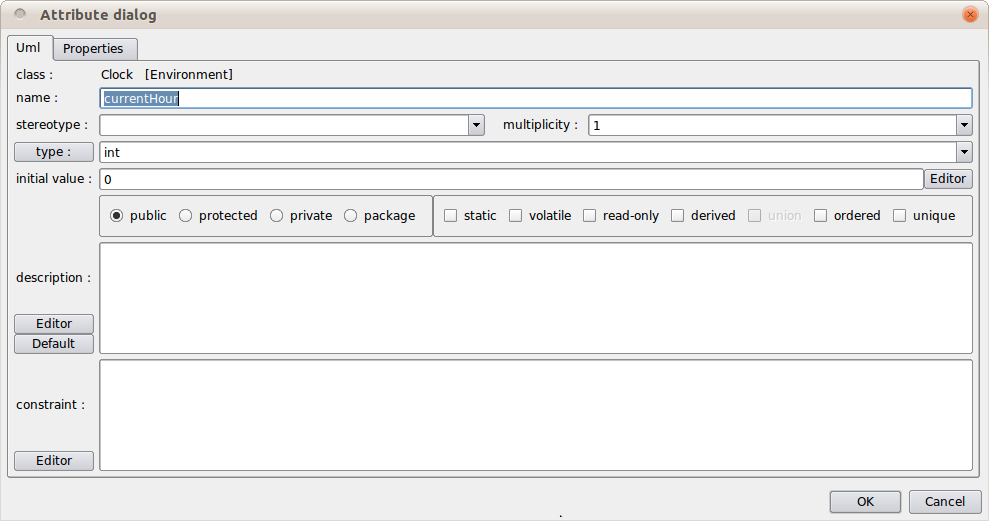 Attribute dialog
Uml Properties
class : Clock [Environment]
name : currentHour
stereotype : multiplicity : 1
type : int
initial value : 0 Editor
public protected private package static volatile read-only derived union ordered unique
description :
Editor
Default
constraint :
Editor
OK Cancel